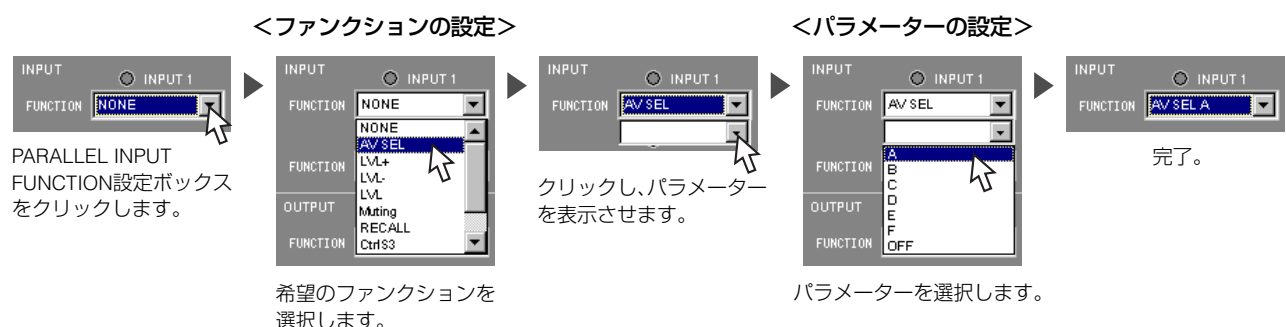 ＜ファンクションの設定＞
＜パラメーターの設定＞
INPUT
INPUT 1
FUNCTION NONE
PARALLEL INPUT
FUNCTION設定ボックス
をクリックします。
INPUT
INPUT 1
FUNCTION NONE
NONE
AV SEL
LVL+
FUNCTION
LVL-
LVL
OUTPUT
Muting
RECALL
FUNCTION
Ctrl S3
希望のファンクションを
選択します。
INPUT
INPUT 1
FUNCTION AV SEL
クリックし、パラメーター
を表示させます。
INPUT
INPUT 1
FUNCTION AV SEL
A
FUNCTION
B
C
OUTPUT
D
E
F
FUNCTION
OFF
パラメーターを選択します。
INPUT
INPUT 1
FUNCTION AV SEL A
完了。